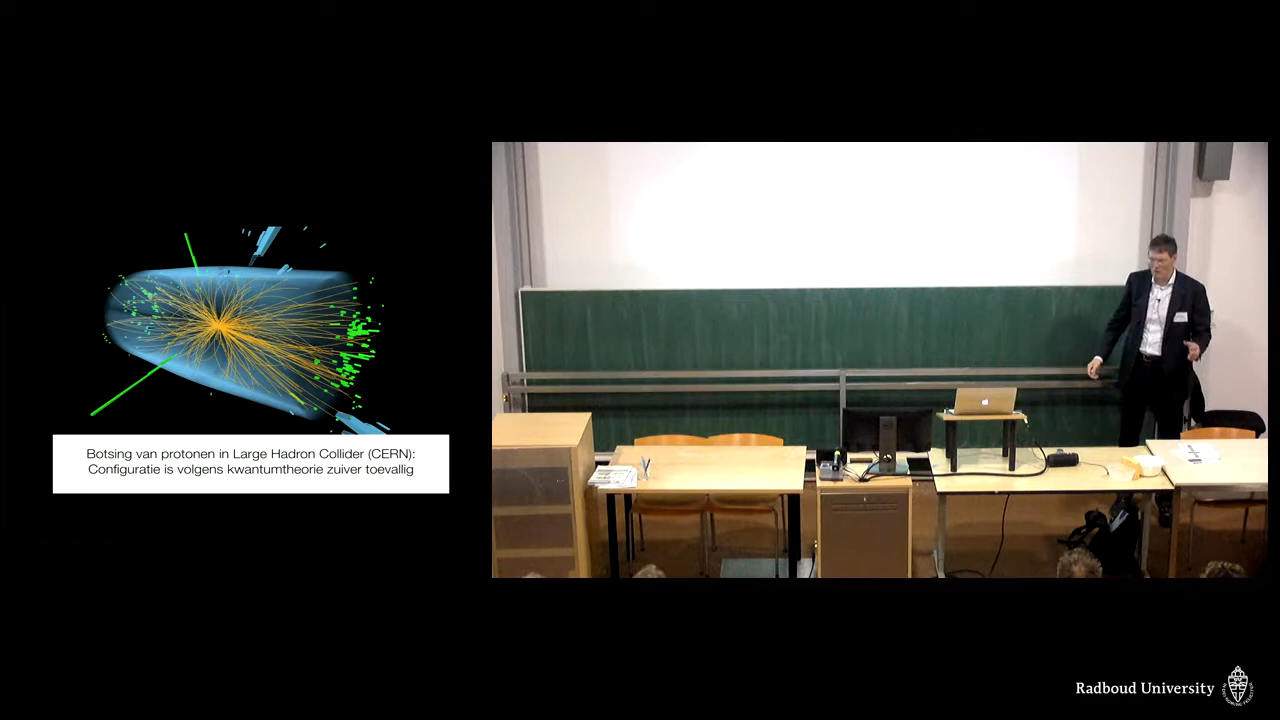 Botsing van protonen in Large Hadron Collider (CERN):
Configuratie is volgens kwantumtheorie zuiver toevallig
Radboud University